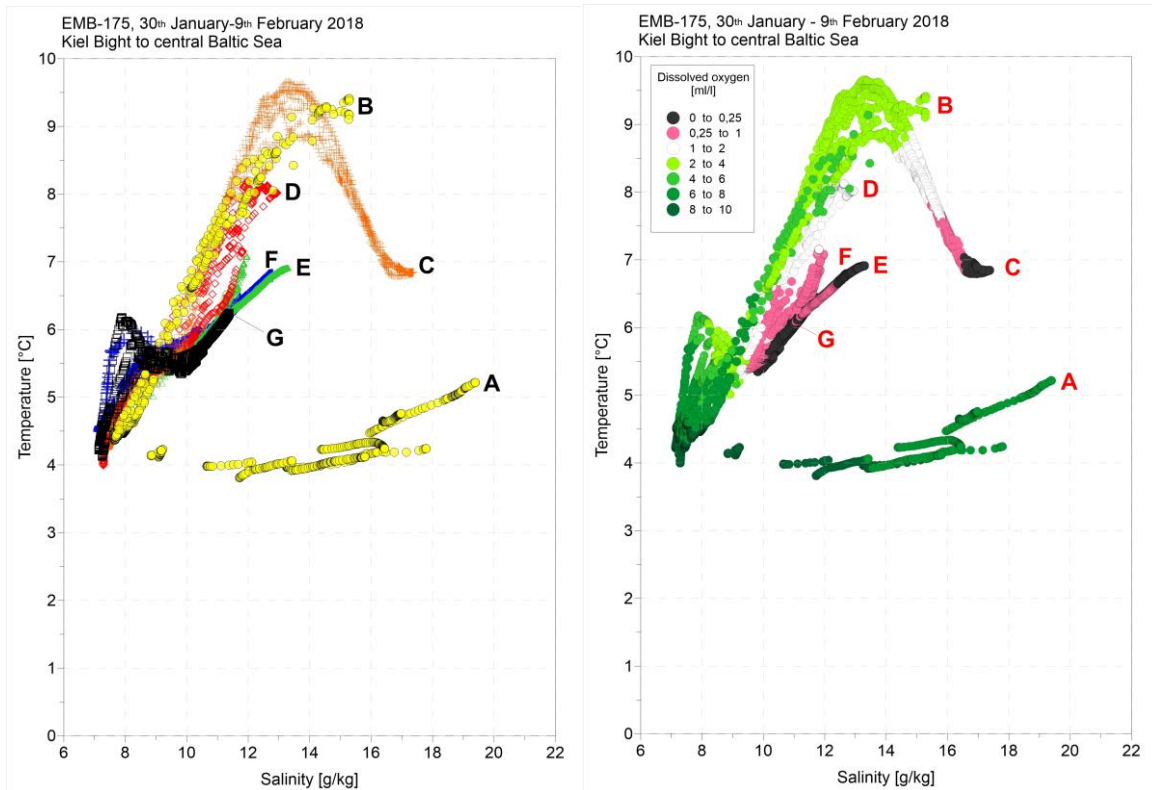 EMB-175, 30th January-9th February 2018
Kiel Bight to central Baltic Sea
10
9
8
7
6
5
4
3
2
1
0
Temperature [°C]
B
D
F
E
C
G
A
6 8 10 12 14 16 18 20 22
Salinity [g/kg]
EMB-175, 30th January - 9th February 2018
Kiel Bight to central Baltic Sea
Dissolved oxygen
[ml/l]
0 to 0,25
0,25 to 1
1 to 2
2 to 4
4 to 6
6 to 8
8 to 10
10
9
8
7
6
5
4
3
2
1
0
Temperature [°C]
B
D
F
E
C
G
A
6 8 10 12 14 16 18 20 22
Salinity [g/kg]